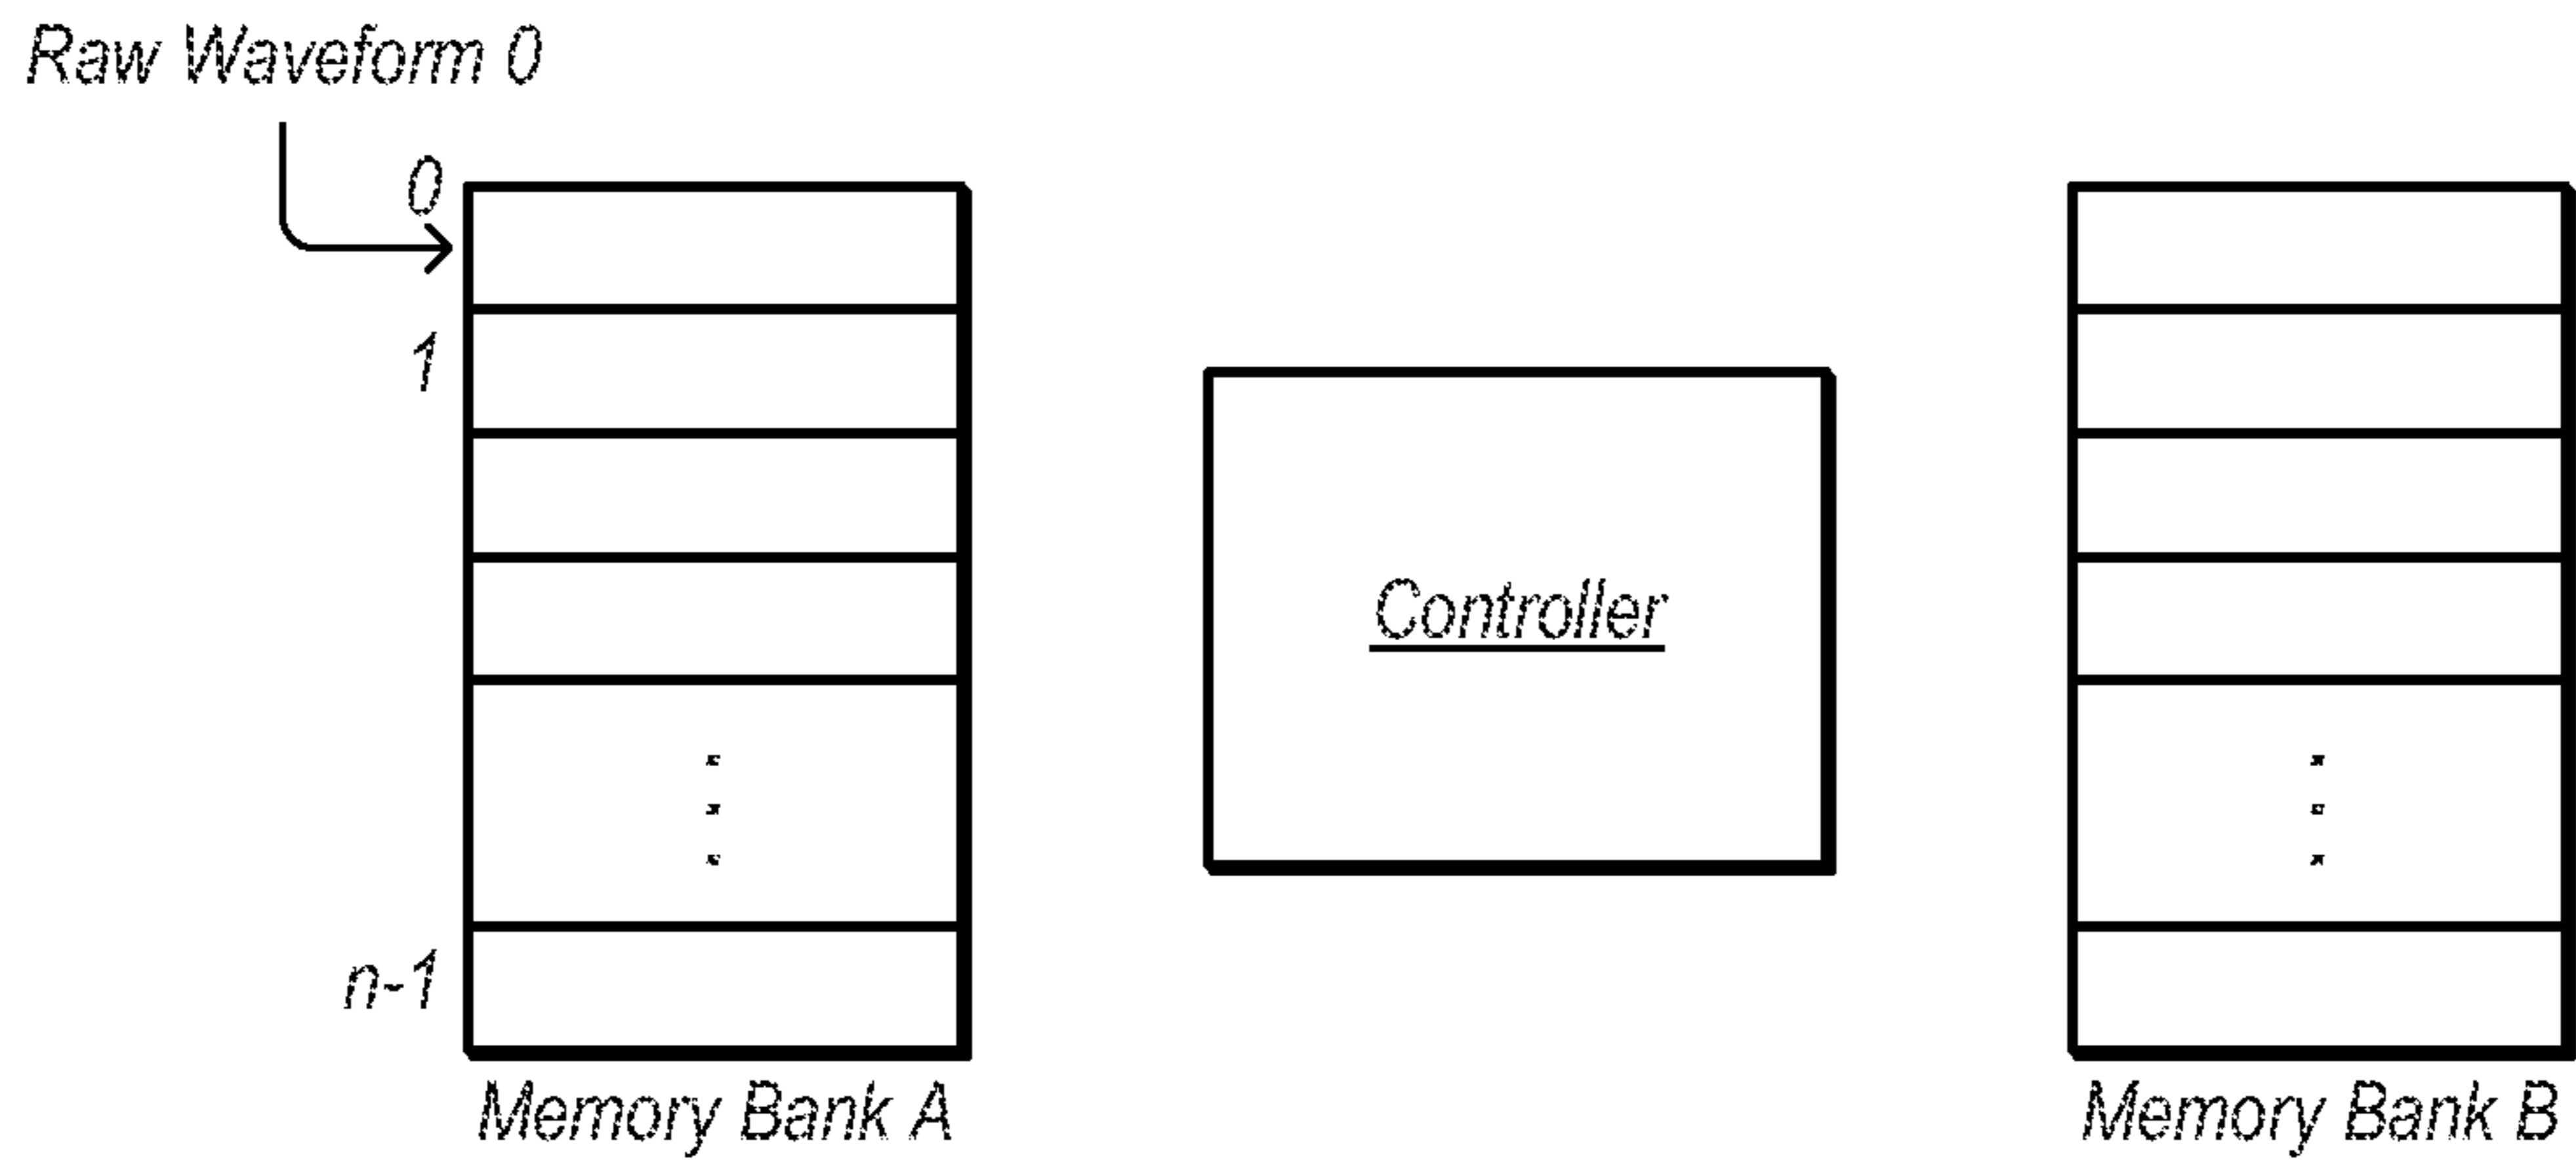 Raw Waveform 0
0
1
Controller
n-1
Memory Bank A
Memory Bank B